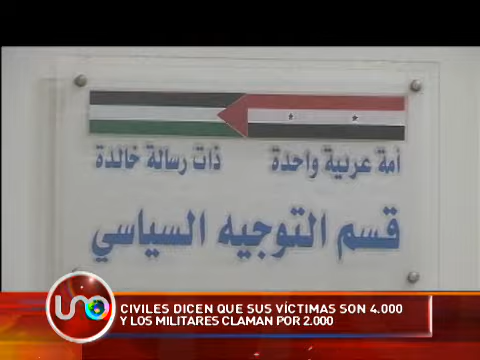 أمة عربية واحدة ذات رسالة خالدة
قسم التوجيه السياسي
UNO
CIVILES DICEN QUE SUS VÍCTIMAS SON 4.000
Y LOS MILITARES CLAMAN POR 2.000